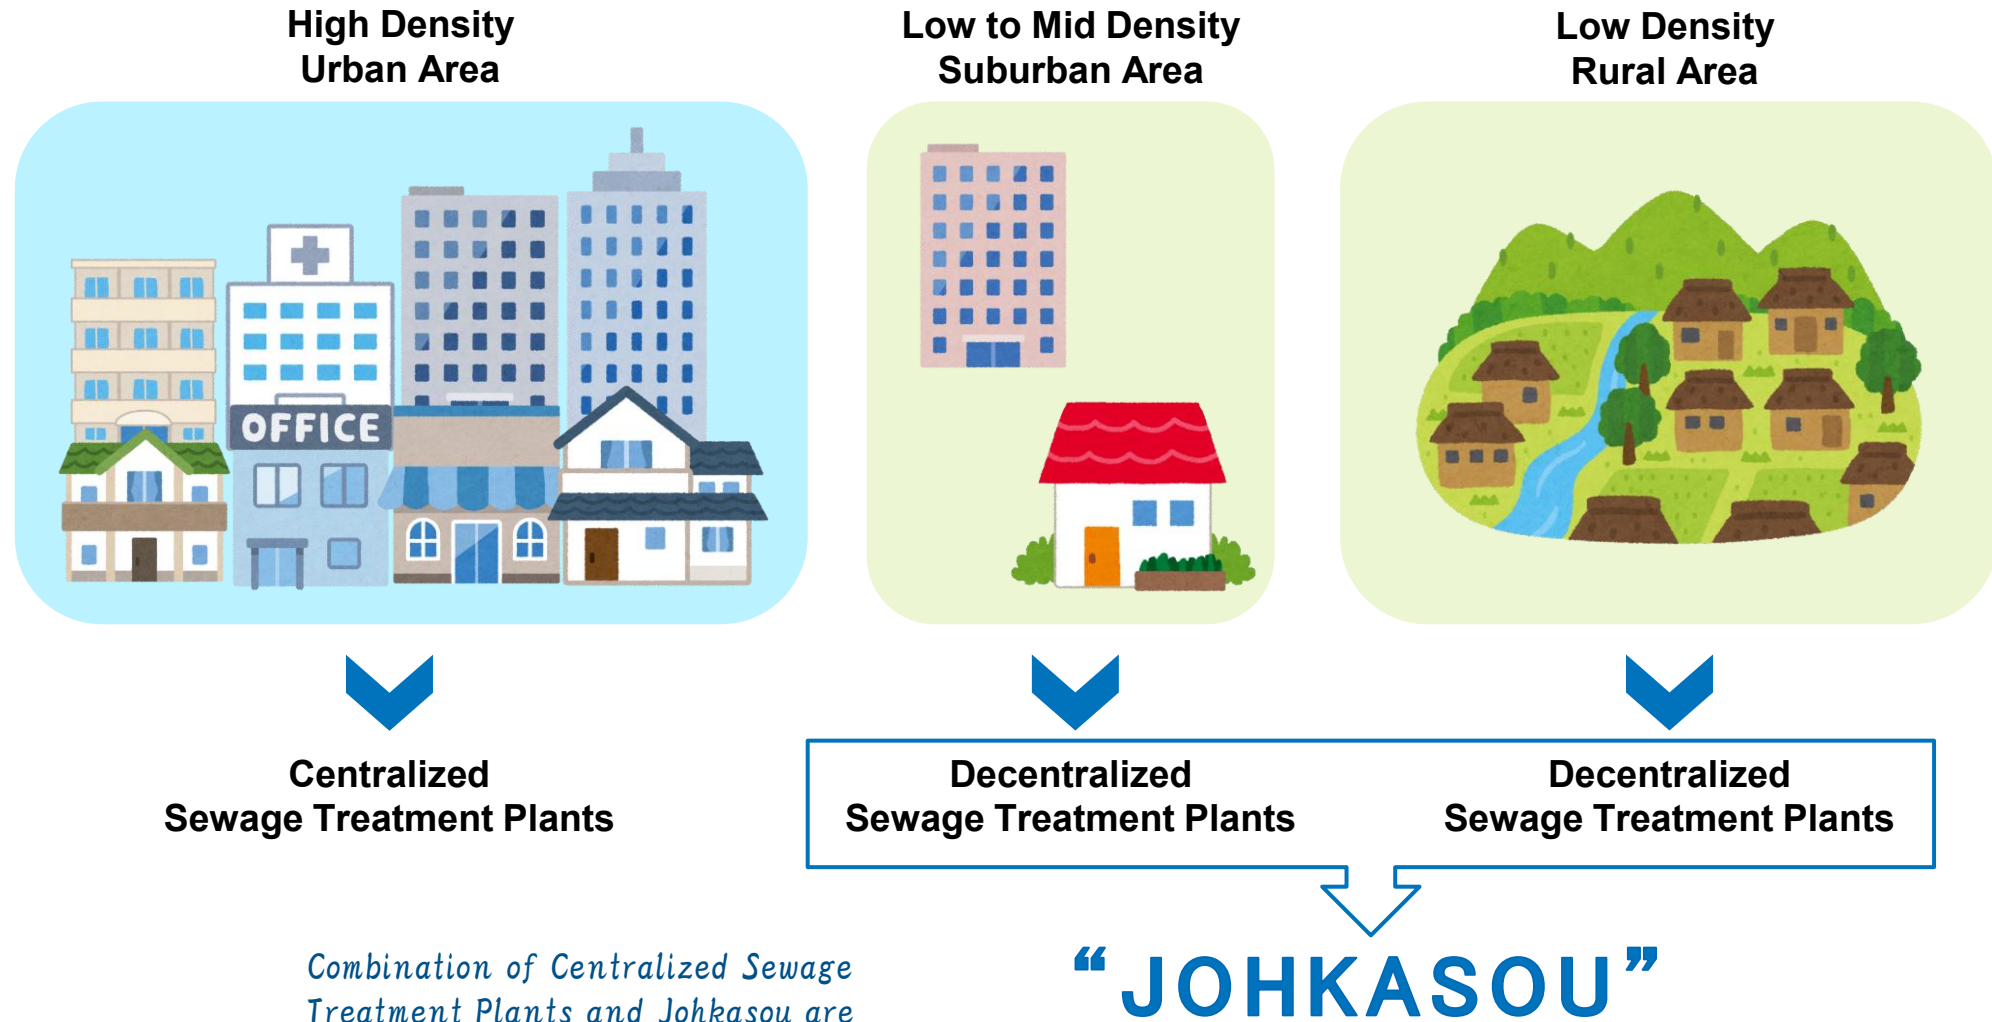 High Density
Urban Area
Low to Mid Density
Suburban Area
Low Density
Rural Area
OFFICE
Centralized
Sewage Treatment Plants
Decentralized
Sewage Treatment Plants
Decentralized
Sewage Treatment Plants
Combination of Centralized Sewage
Treatment Plants and Johkasou are
“JOHKASOU”